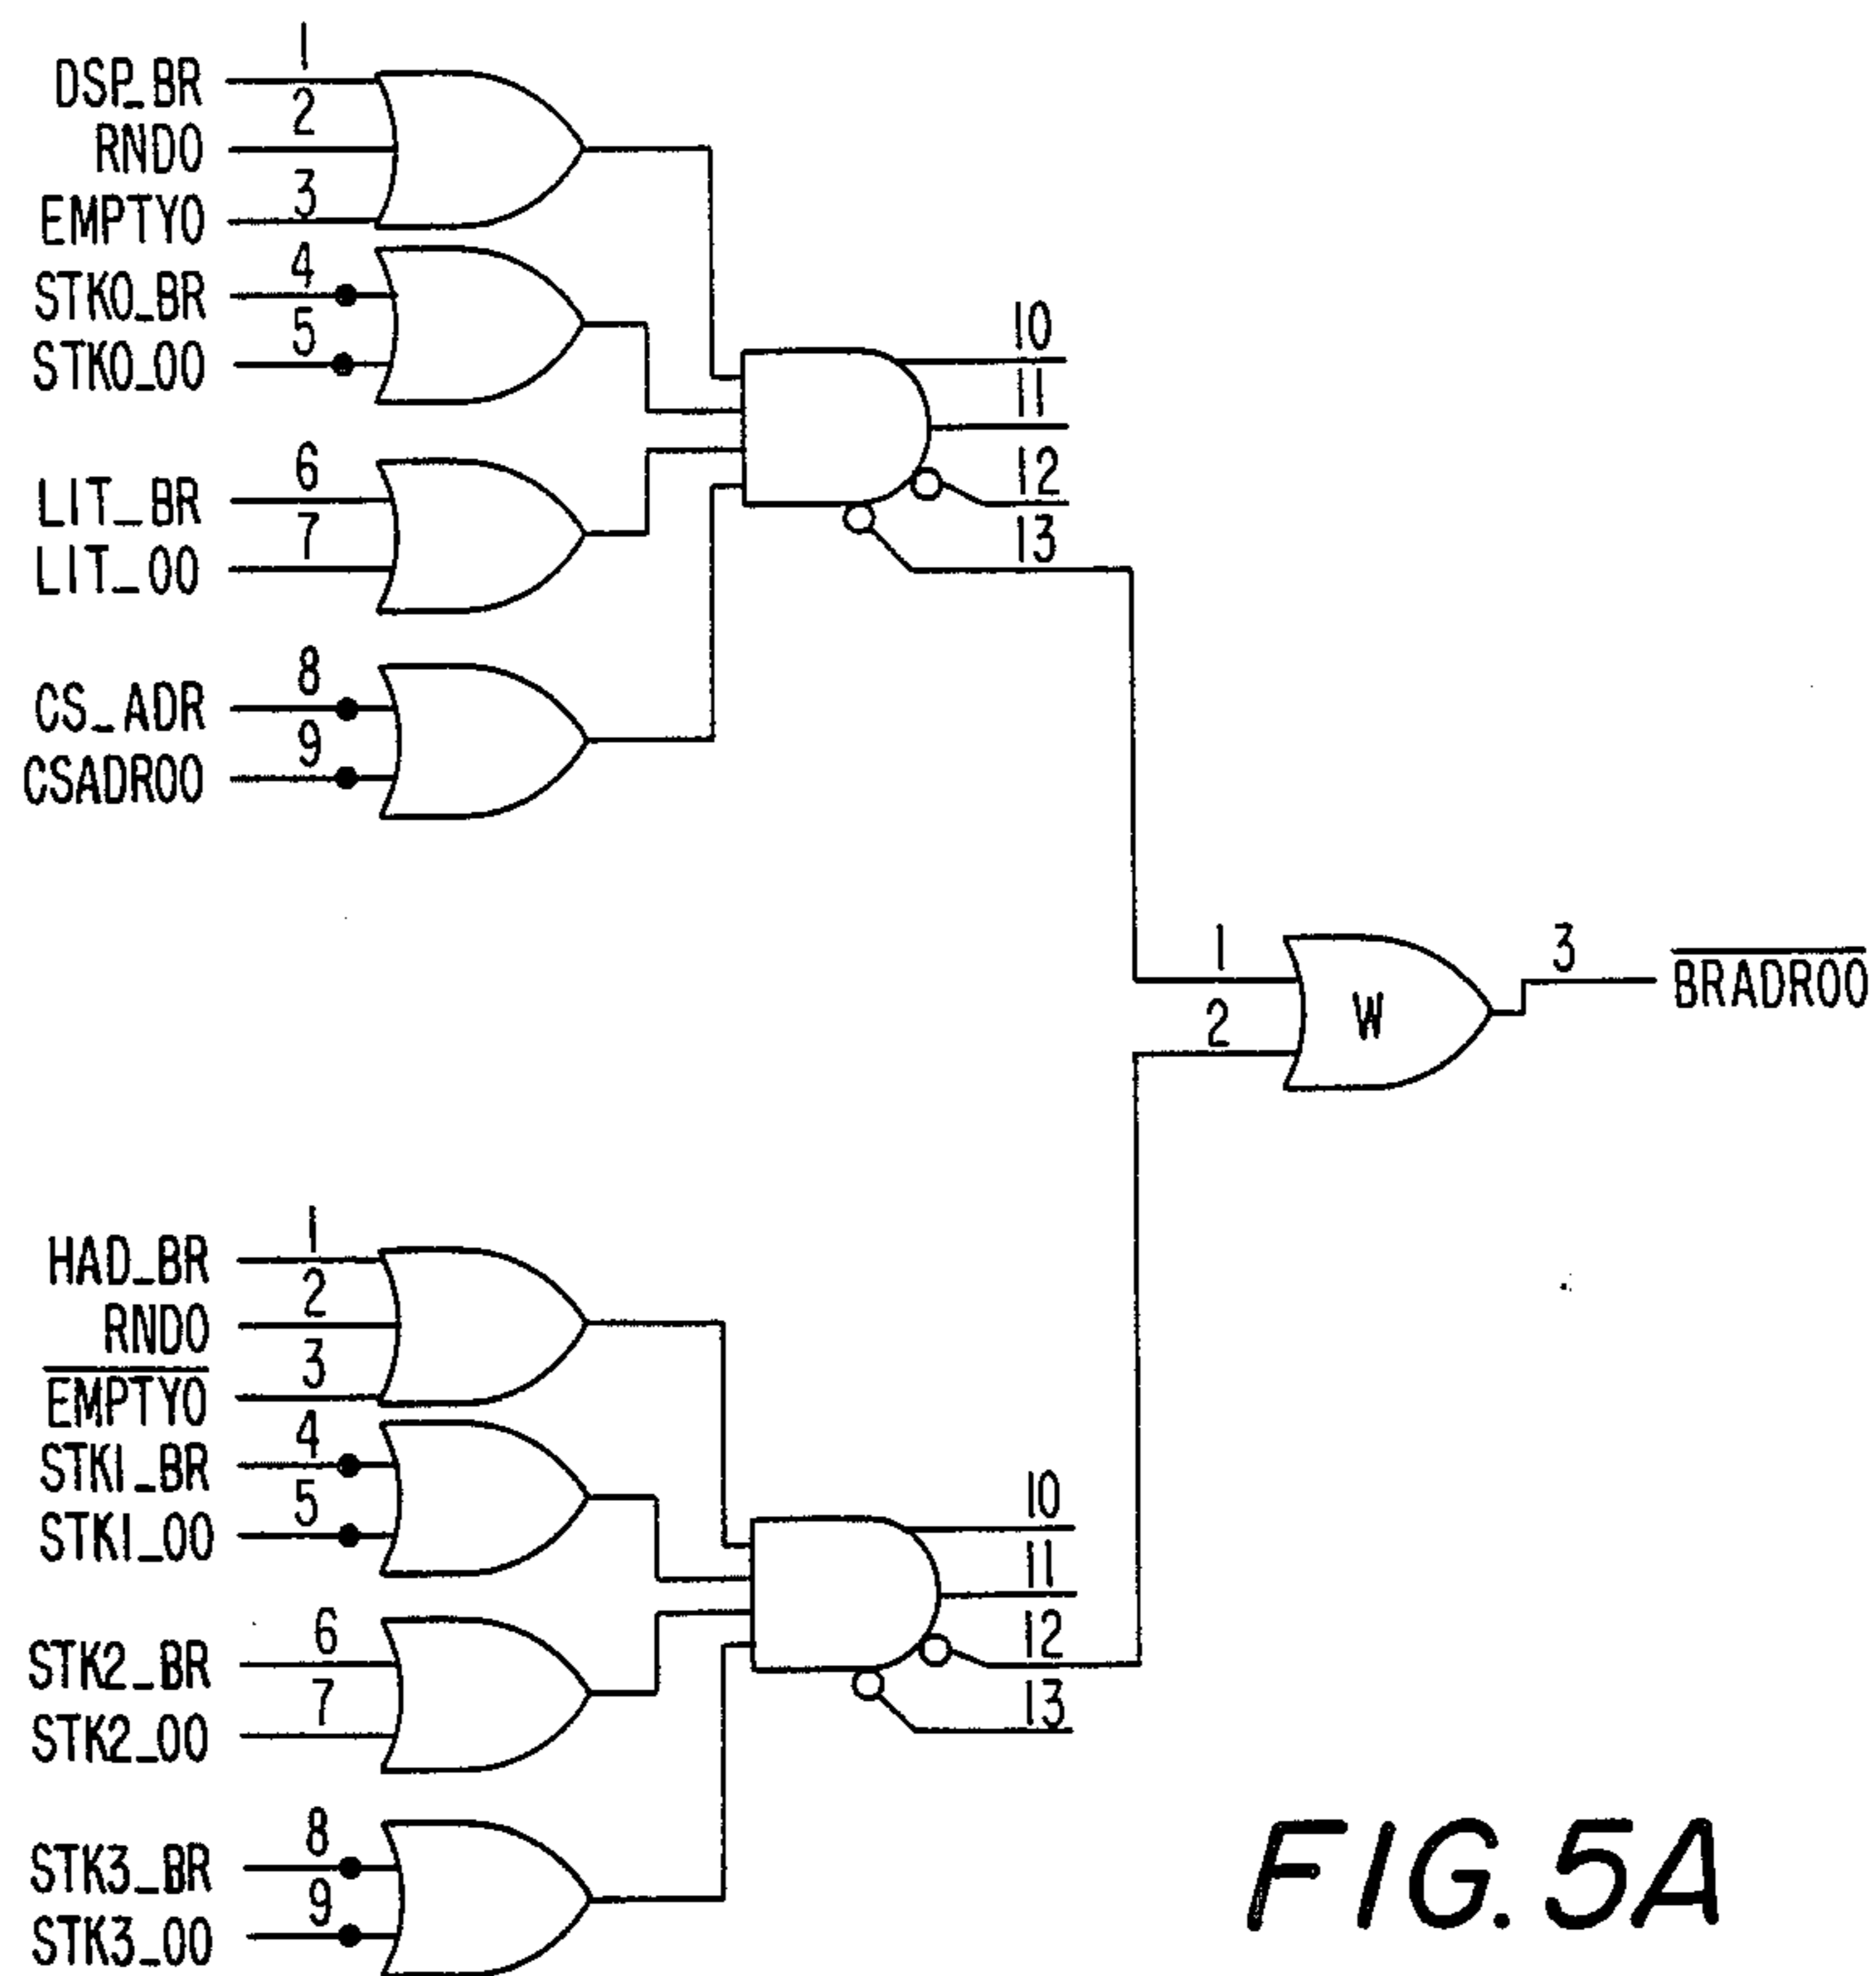 DSP_BR 1
RND0 2
EMPTY0 3
STK0_BR 4
STK0_00 5
LIT_BR 6
LIT_00 7
CS_ADR 8
CSADR00 9
10
11
12
13
1
2
W
3 BRADR00
HAD_BR 1
RND0 2
EMPTY0 3
STK1_BR 4
STK1_00 5
STK2_BR 6
STK2_00 7
STK3_BR 8
STK3_00 9
10
11
12
13
FIG. 5A